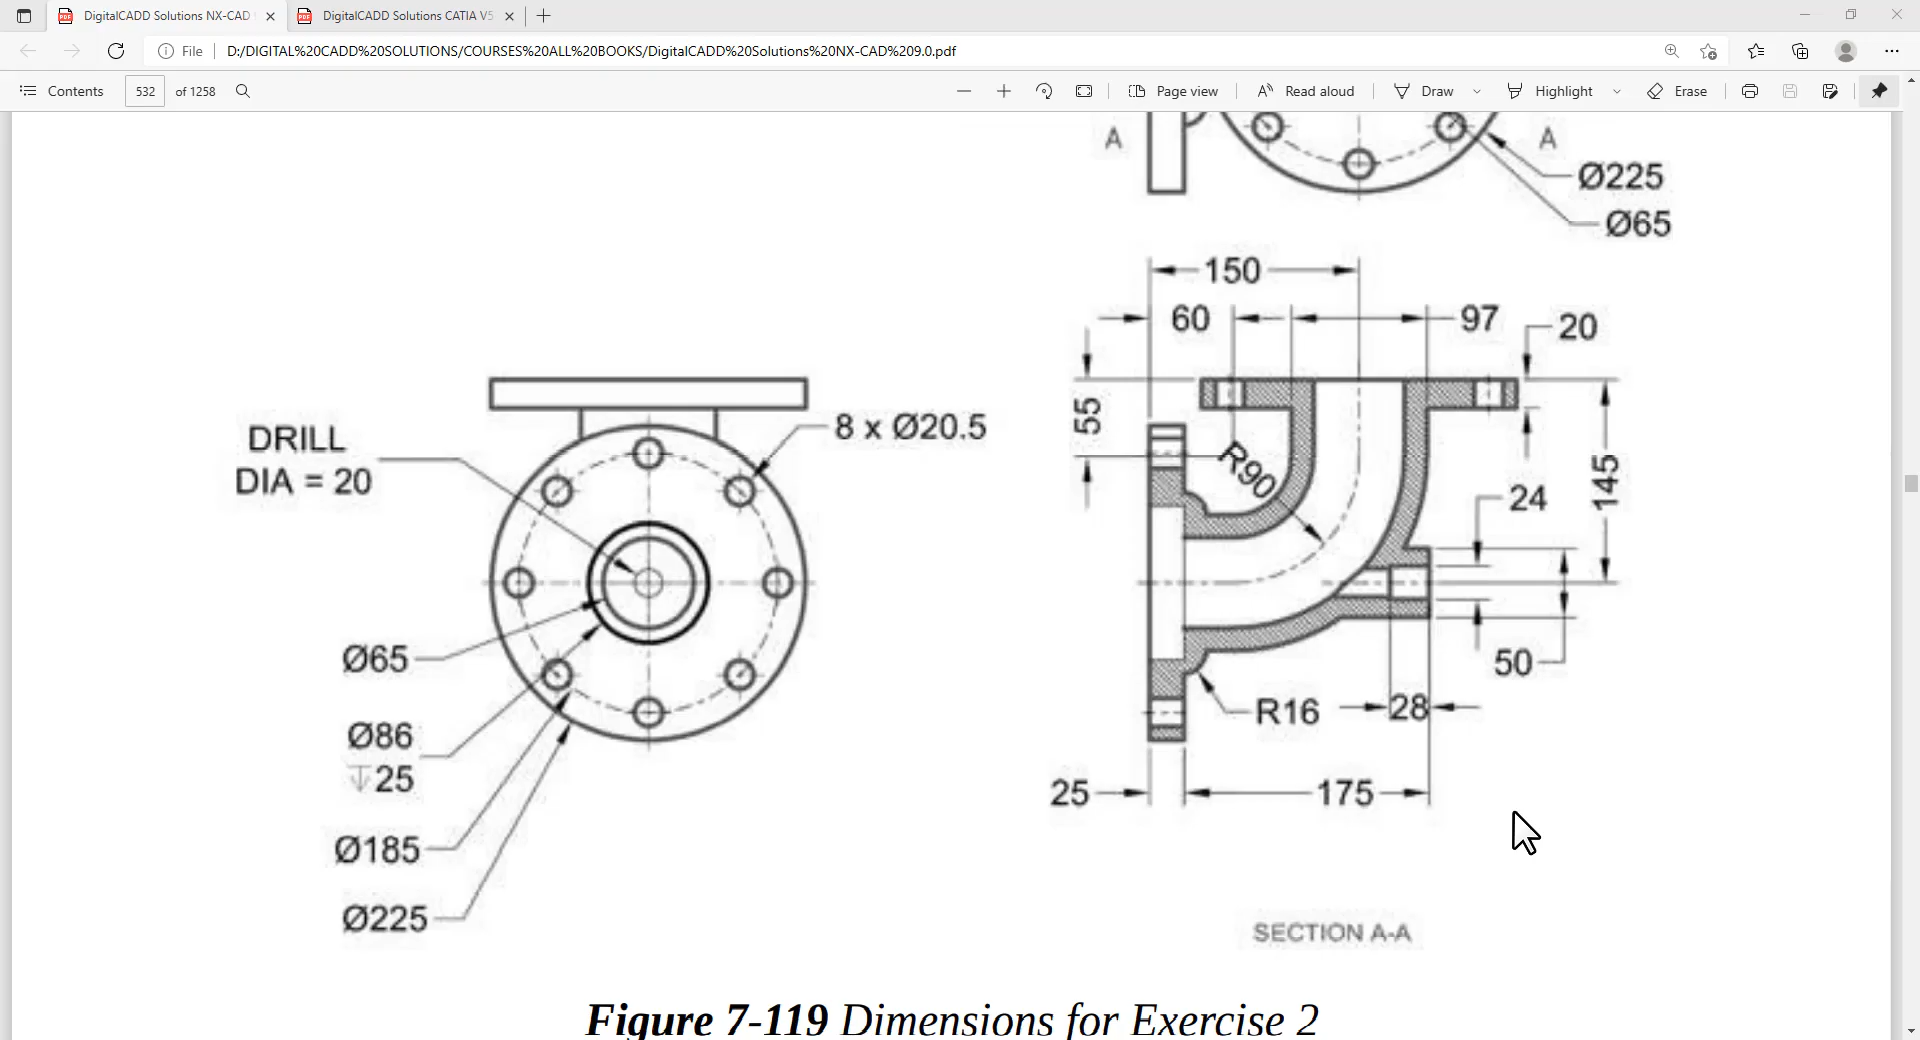 DigitalCADD Solutions NX-CAD
DigitalCADD Solutions CATIA V5
File
D:/DIGITAL%20CADD%20SOLUTIONS/COURSES%20ALL%20BOOKS/DigitalCADD%20Solutions%20NX-CAD%209.0.pdf
Contents
532
of 1258
Page view
Read aloud
Draw
Highlight
Erase
A
A
Ø225
Ø65
150
60
97
20
55
R90
145
24
50
R16
28
25
175
SECTION A-A
DRILL
DIA = 20
8 x Ø20.5
Ø65
Ø86
↧25
Ø185
Ø225
Figure 7-119 Dimensions for Exercise 2